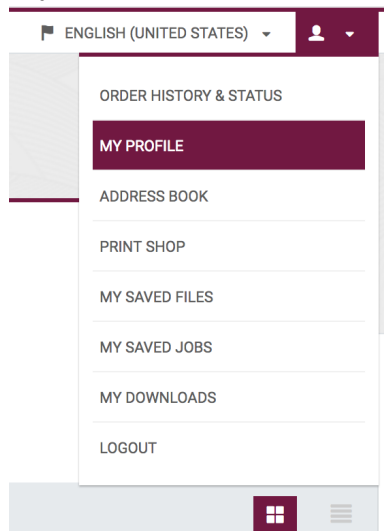 ENGLISH (UNITED STATES)
ORDER HISTORY & STATUS
MY PROFILE
ADDRESS BOOK
PRINT SHOP
MY SAVED FILES
MY SAVED JOBS
MY DOWNLOADS
LOGOUT